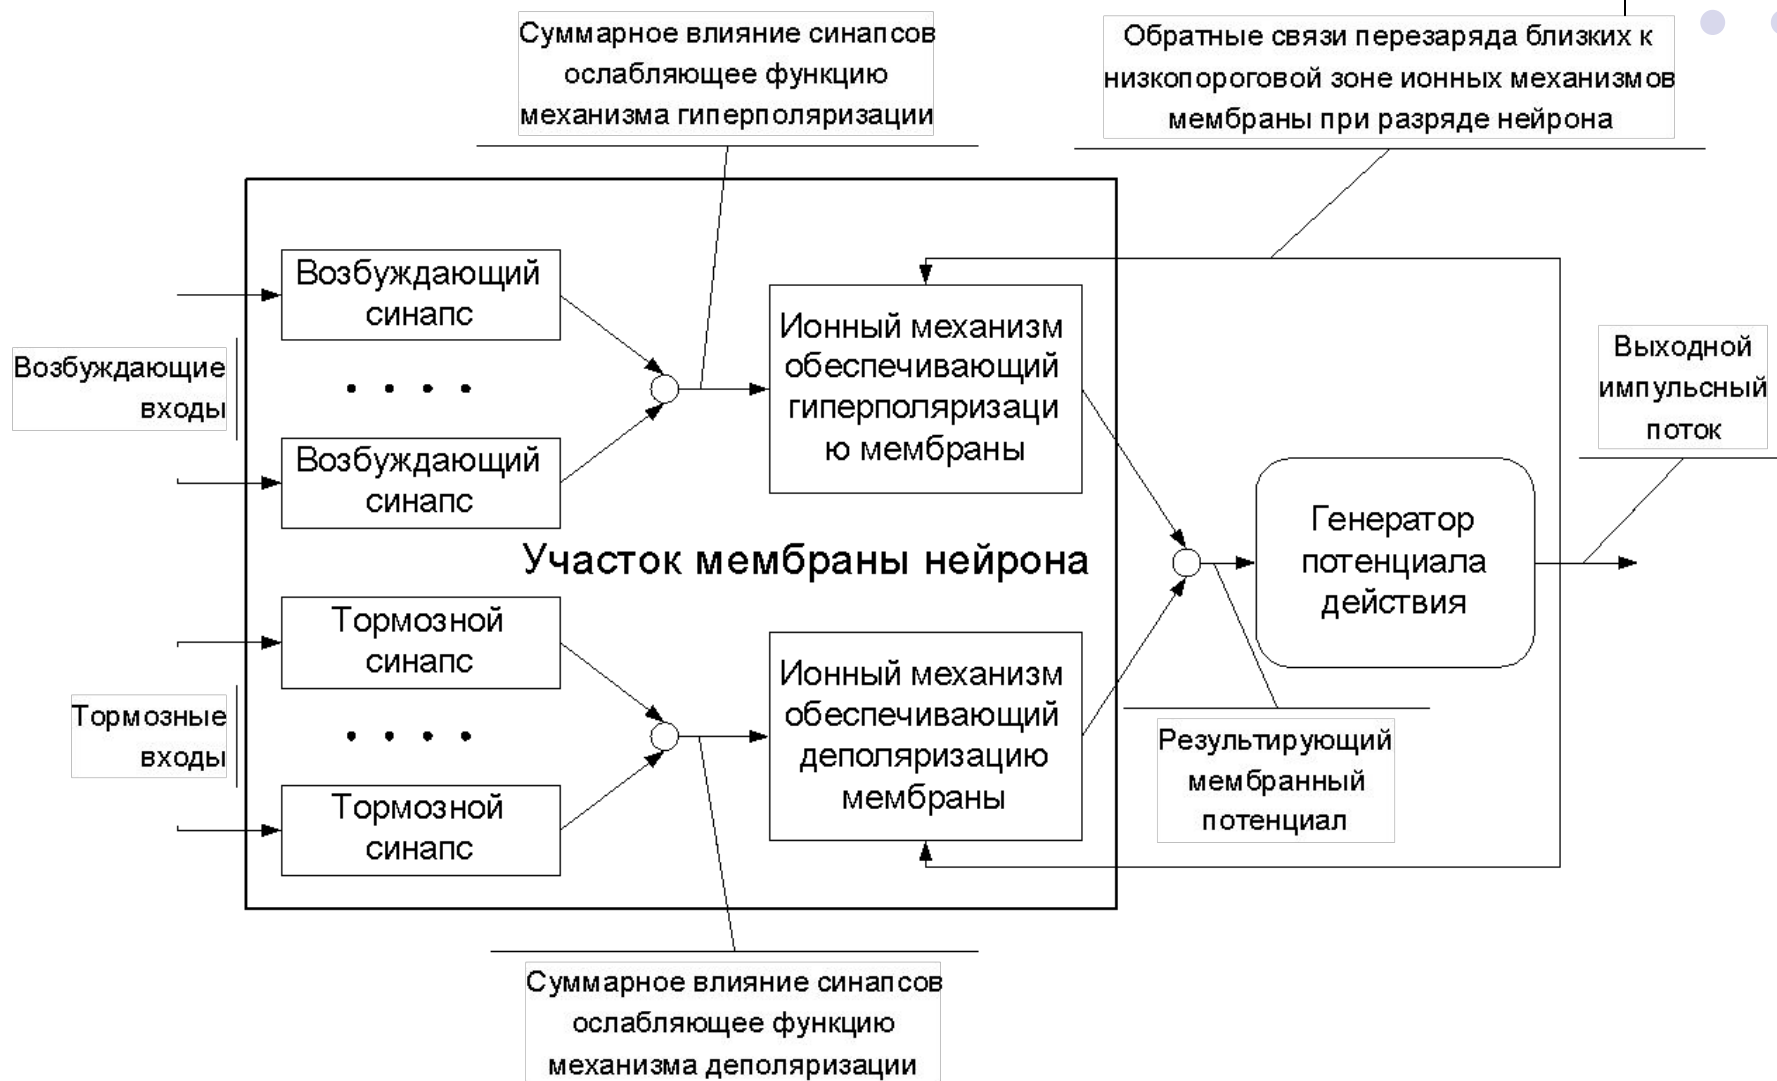 Суммарное влияние синапсов
ослабляющее функцию
механизма гиперполяризации
Обратные связи перезаряда близких к
низкопороговой зоне ионных механизмов
мембраны при разряде нейрона
Возбуждающий
синапс
Возбуждающие
входы
Возбуждающий
синапс
Ионный механизм
обеспечивающий
гиперполяризаци
ю мембраны
Выходной
импульсный
поток
Участок мембраны нейрона
Генератор
потенциала
действия
Тормозной
синапс
Тормозные
входы
Тормозной
синапс
Ионный механизм
обеспечивающий
деполяризацию
мембраны
Результирующий
мембранный
потенциал
Суммарное влияние синапсов
ослабляющее функцию
механизма деполяризации